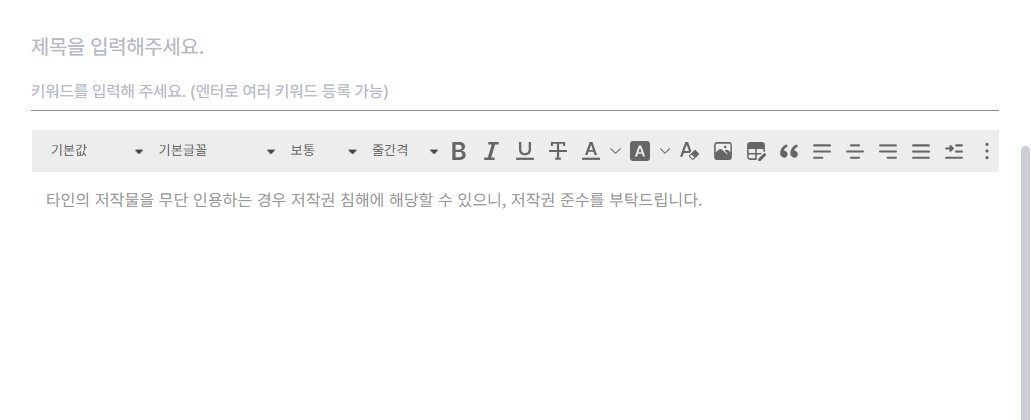 제목을 입력해주세요.
키워드를 입력해 주세요. (엔터로 여러 키워드 등록 가능)
기본값 기본글꼴 보통 줄간격 B I U T A A A
타인의 저작물을 무단 인용하는 경우 저작권 침해에 해당할 수 있으니, 저작권 준수를 부탁드립니다.